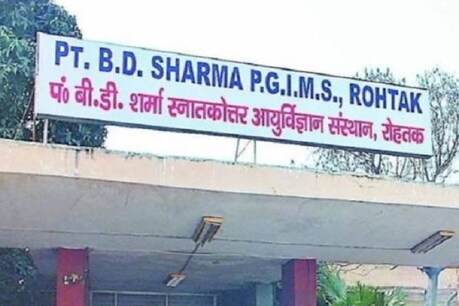 PT. B.D. SHARMA P.G.I.M.S., ROHTAK
पं० बी.डी. शर्मा स्नातकोत्तर आयुर्विज्ञान संस्थान, रोहतक